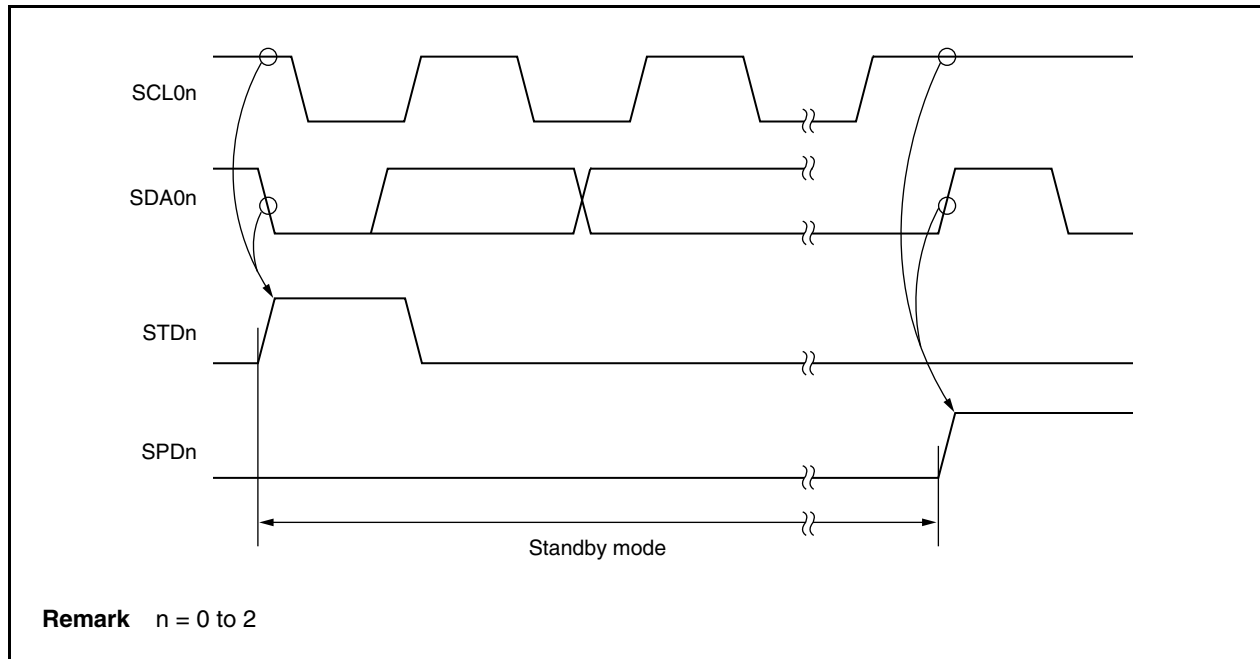 SCL0n
SDA0n
STDn
SPDn
Standby mode
Remark n = 0 to 2